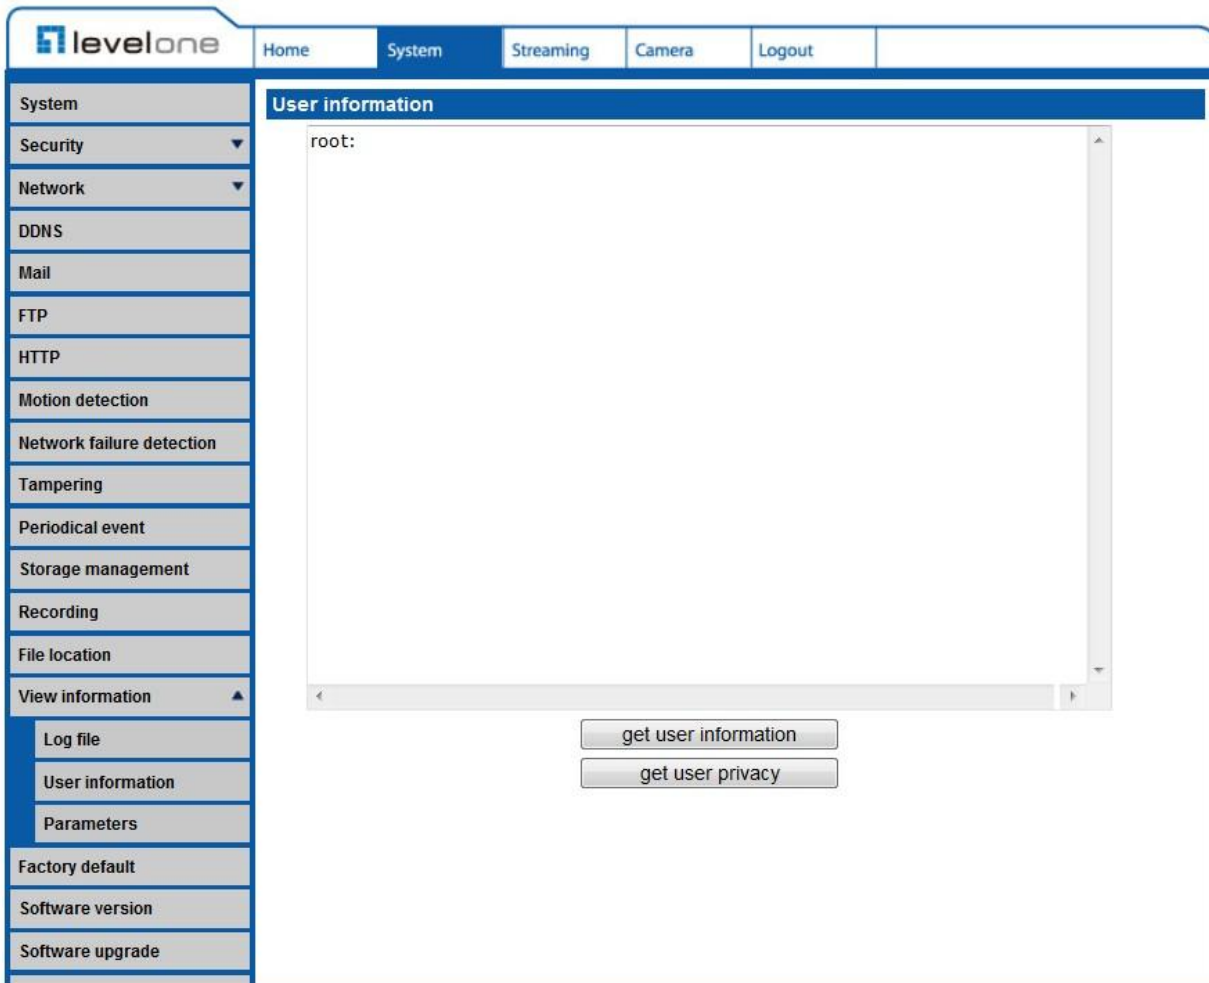 levelone
Home System Streaming Camera Logout
System
Security
Network
DDNS
Mail
FTP
HTTP
Motion detection
Network failure detection
Tampering
Periodical event
Storage management
Recording
File location
View information
Log file
User information
Parameters
Factory default
Software version
Software upgrade
User information
root:
get user information
get user privacy